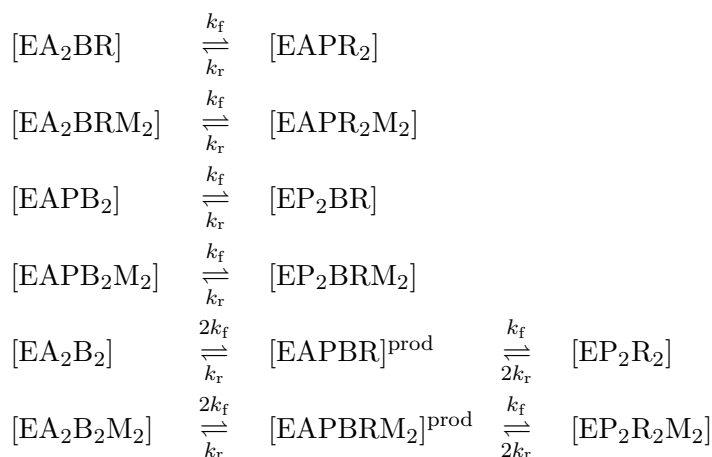 [EA₂BR] k_f ⇌ k_r [EAPR₂]
[EA₂BRM₂] k_f ⇌ k_r [EAPR₂M₂]
[EAPB₂] k_f ⇌ k_r [EP₂BR]
[EAPB₂M₂] k_f ⇌ k_r [EP₂BRM₂]
[EA₂B₂] 2k_f ⇌ k_r [EAPBR]^prod k_f ⇌ 2k_r [EP₂R₂]
[EA₂B₂M₂] 2k_f ⇌ k_r [EAPBRM₂]^prod k_f ⇌ 2k_r [EP₂R₂M₂]